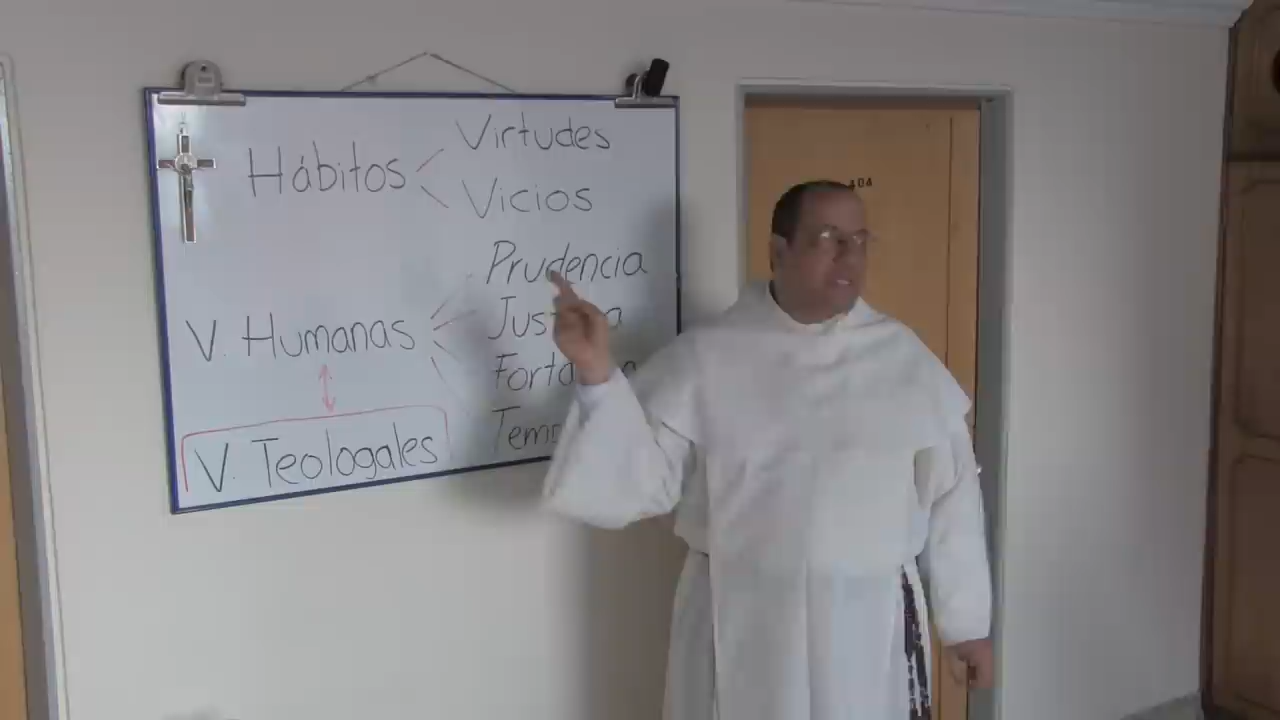 Virtudes
Hábitos
Vicios
Prudencia
V. Humanas
V. Teologales
404